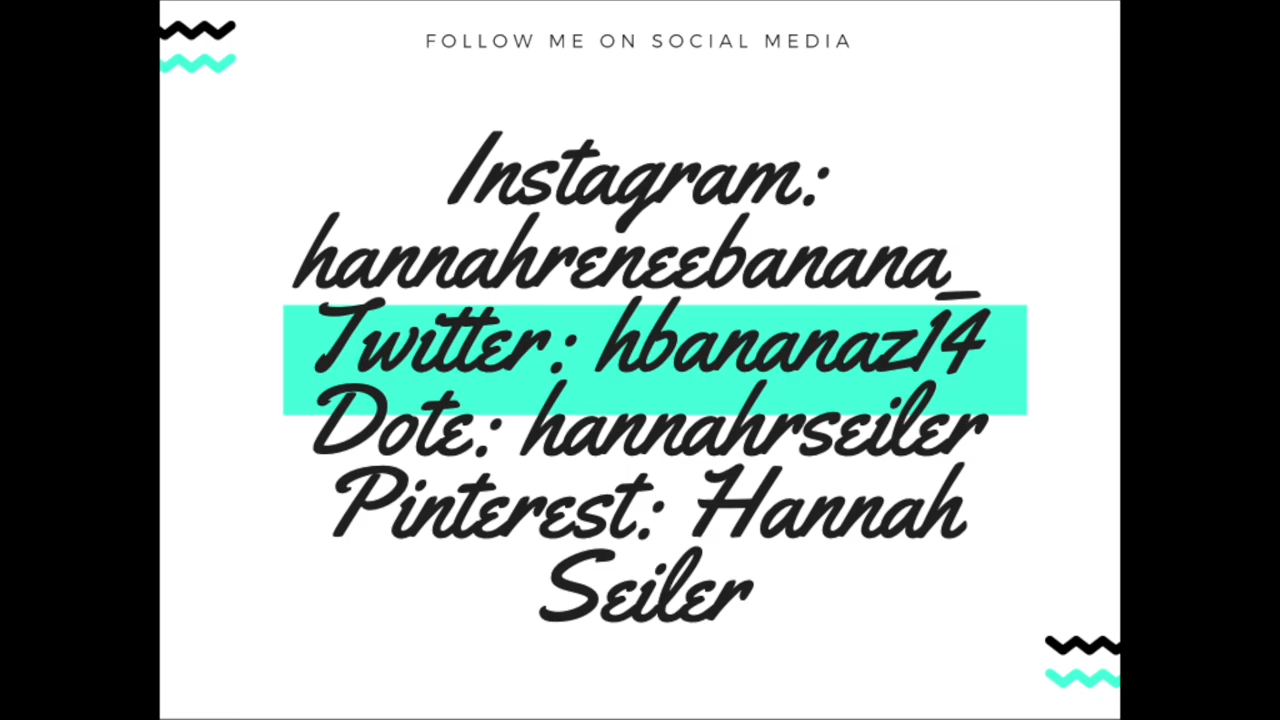 FOLLOW ME ON SOCIAL MEDIA
Instagram:
hannahreneebanana_
Twitter: hbananaz14
Dote: hannahrseiler
Pinterest: Hannah
Seiler